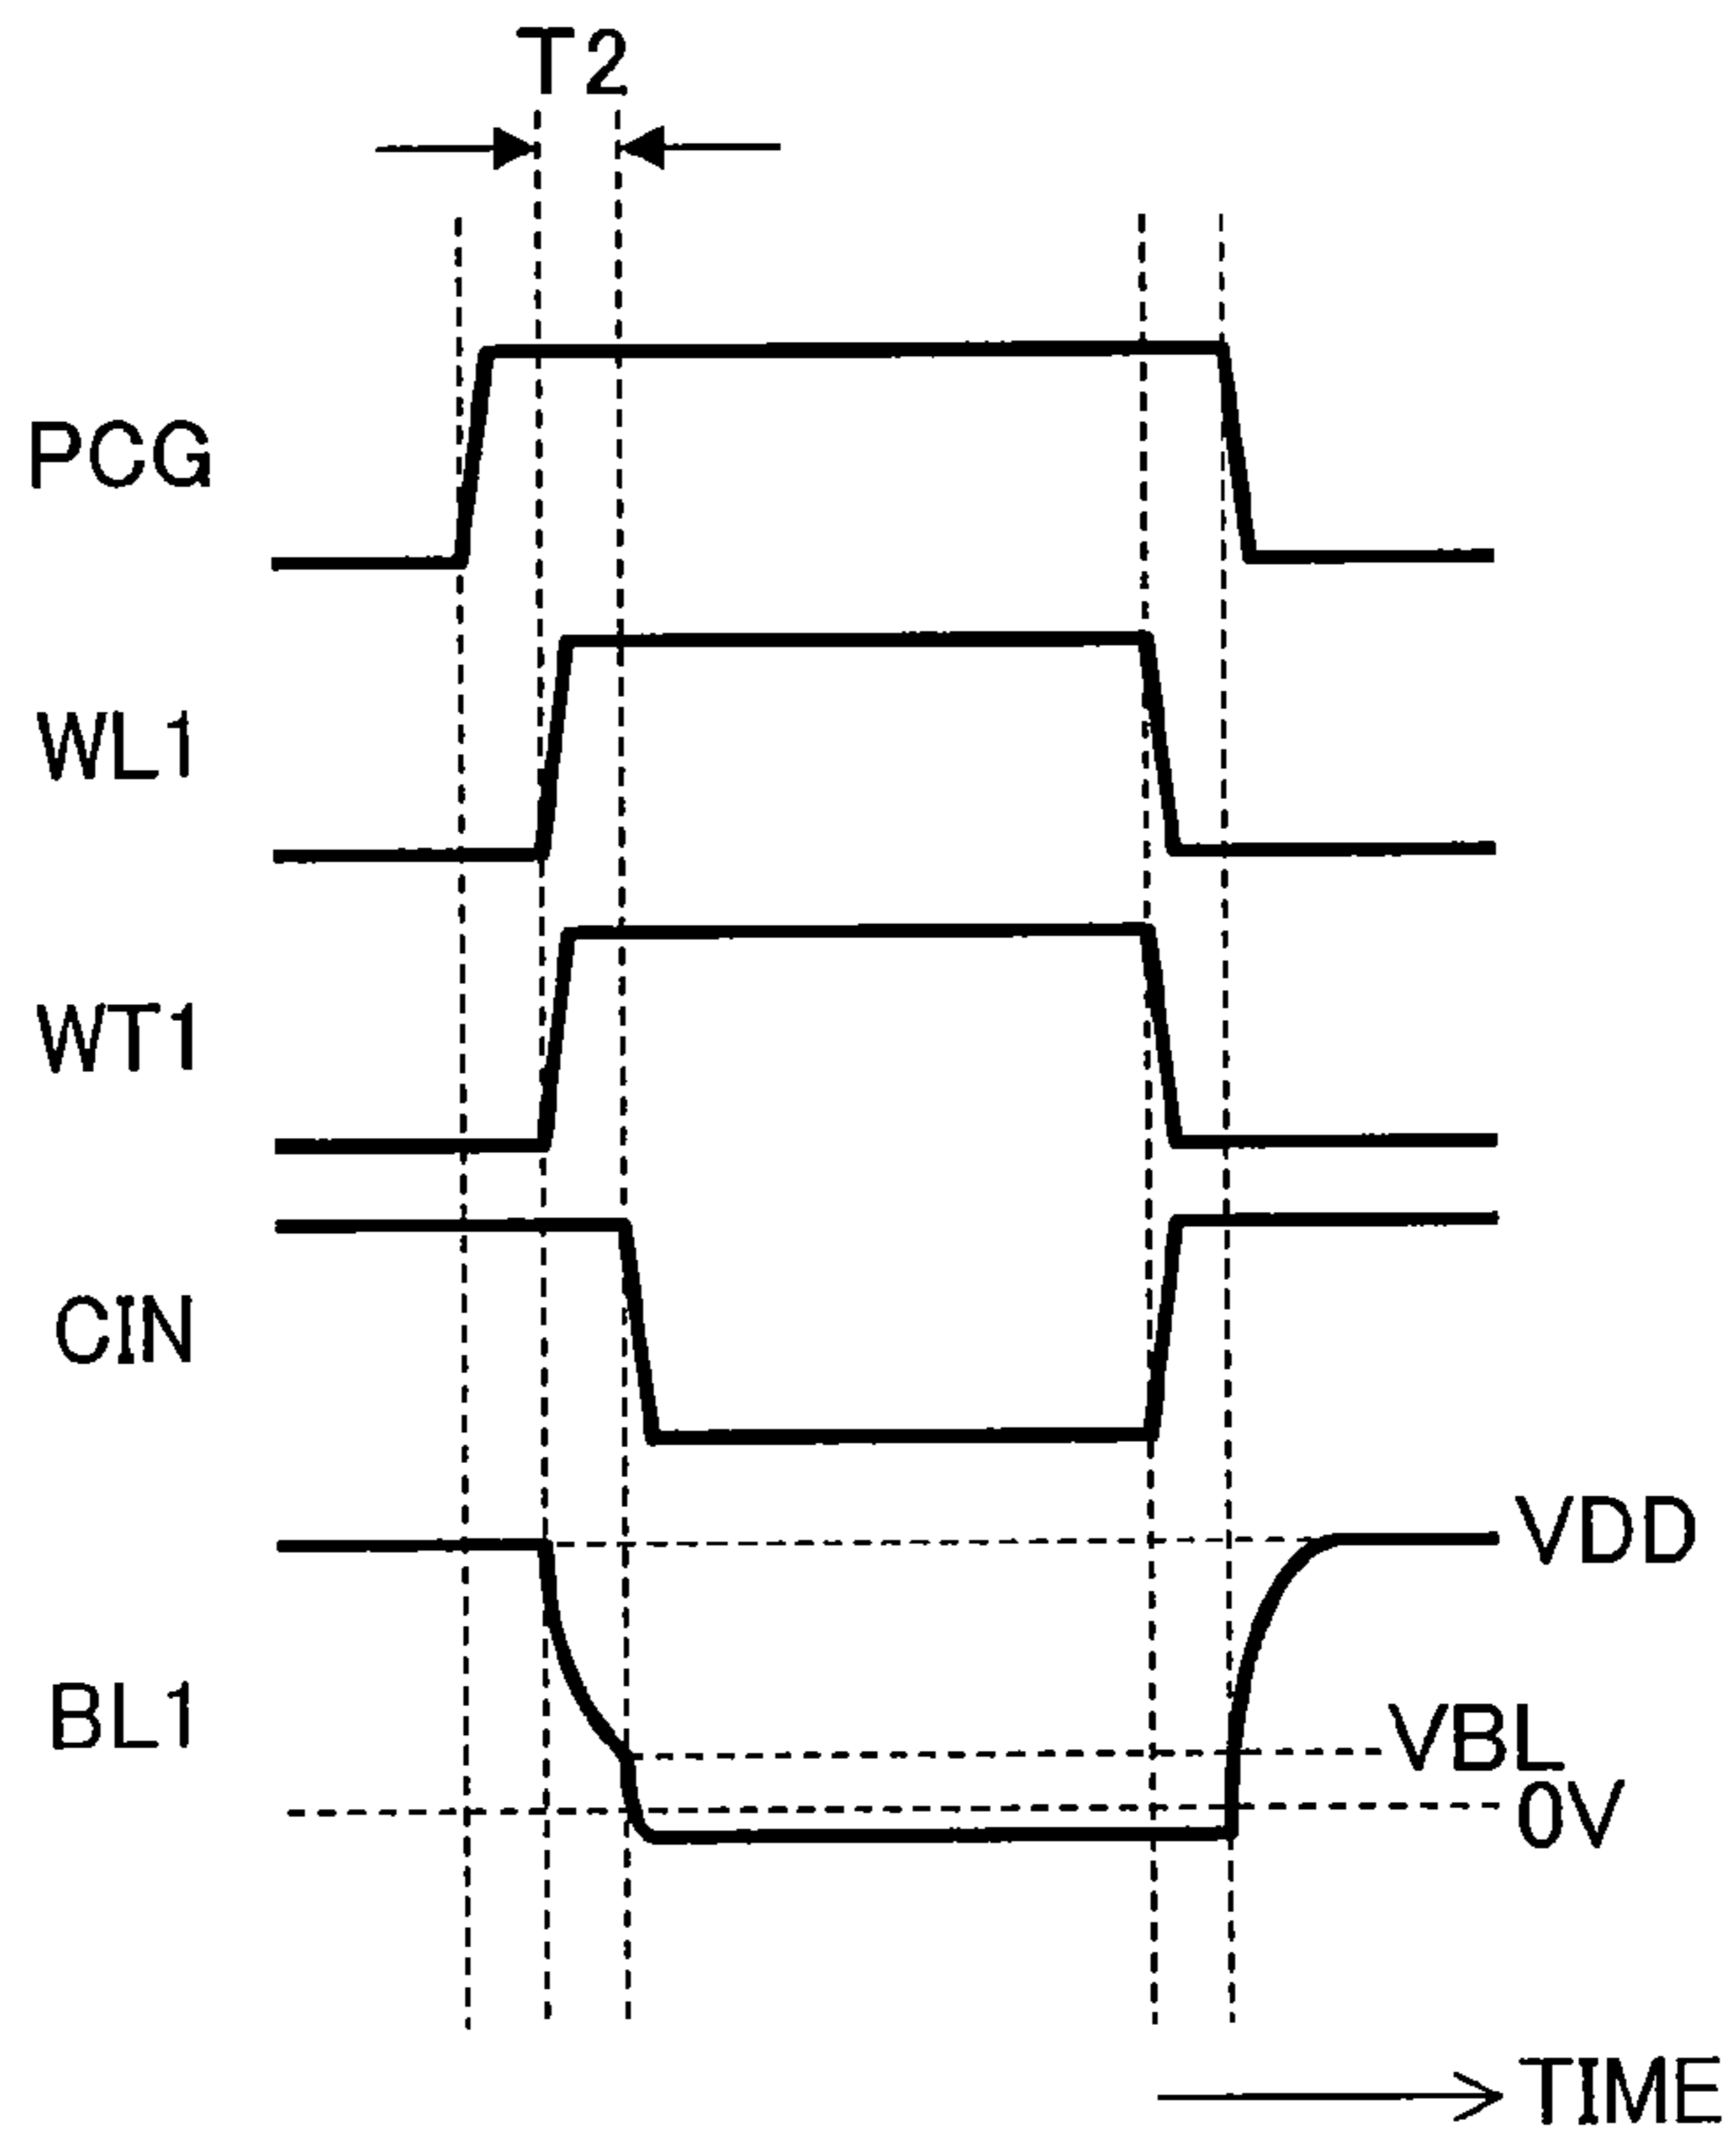 T2
PCG
WL1
WT1
CIN
VDD
BL1
VBL
0V
TIME